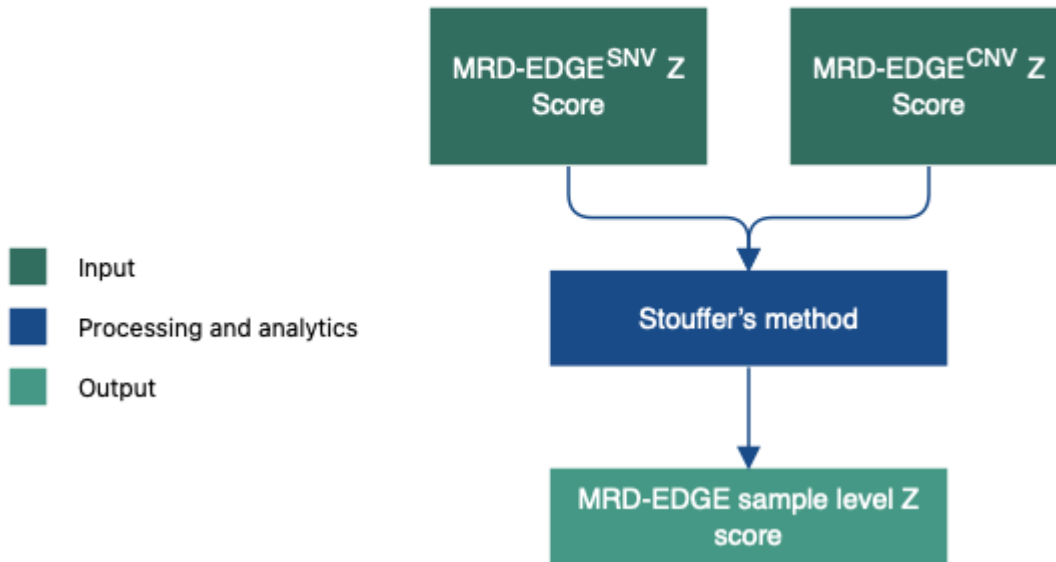 MRD-EDGE^SNV Z
Score
MRD-EDGE^CNV Z
Score
Input
Processing and analytics
Output
Stouffer's method
MRD-EDGE sample level Z
score